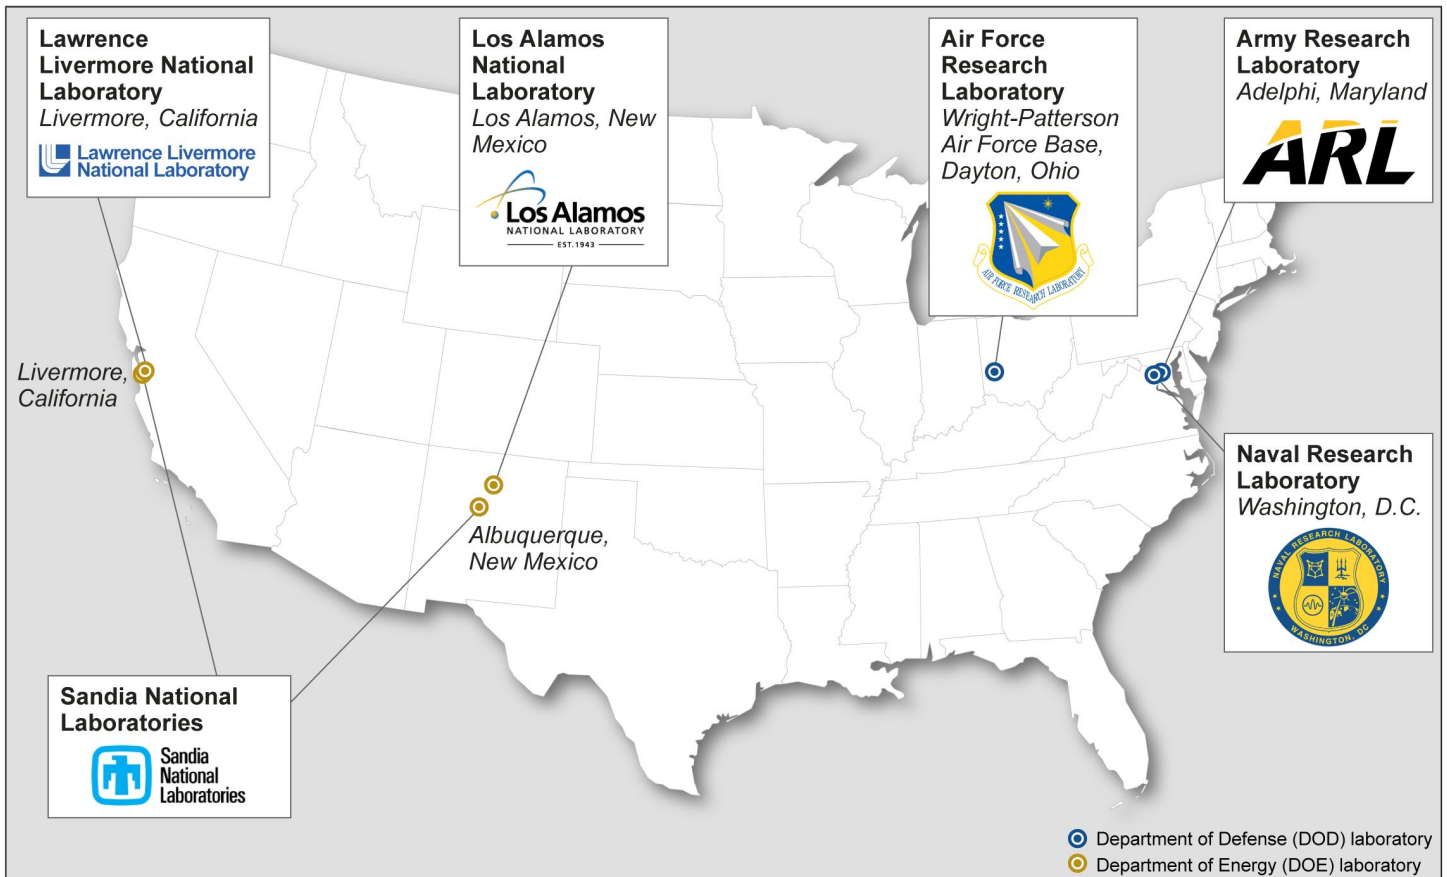 Lawrence
Livermore National
Laboratory
Livermore, California
Lawrence Livermore
National Laboratory
Los Alamos
National
Laboratory
Los Alamos, New
Mexico
Los Alamos
NATIONAL LABORATORY
EST. 1943
Air Force
Research
Laboratory
Wright-Patterson
Air Force Base,
Dayton, Ohio
AIR FORCE RESEARCH LABORATORY
Army Research
Laboratory
Adelphi, Maryland
ARL
Livermore,
California
Albuquerque,
New Mexico
Naval Research
Laboratory
Washington, D.C.
NAVAL RESEARCH LABORATORY
WASHINGTON, DC
Sandia National
Laboratories
Sandia
National
Laboratories
Department of Defense (DOD) laboratory
Department of Energy (DOE) laboratory